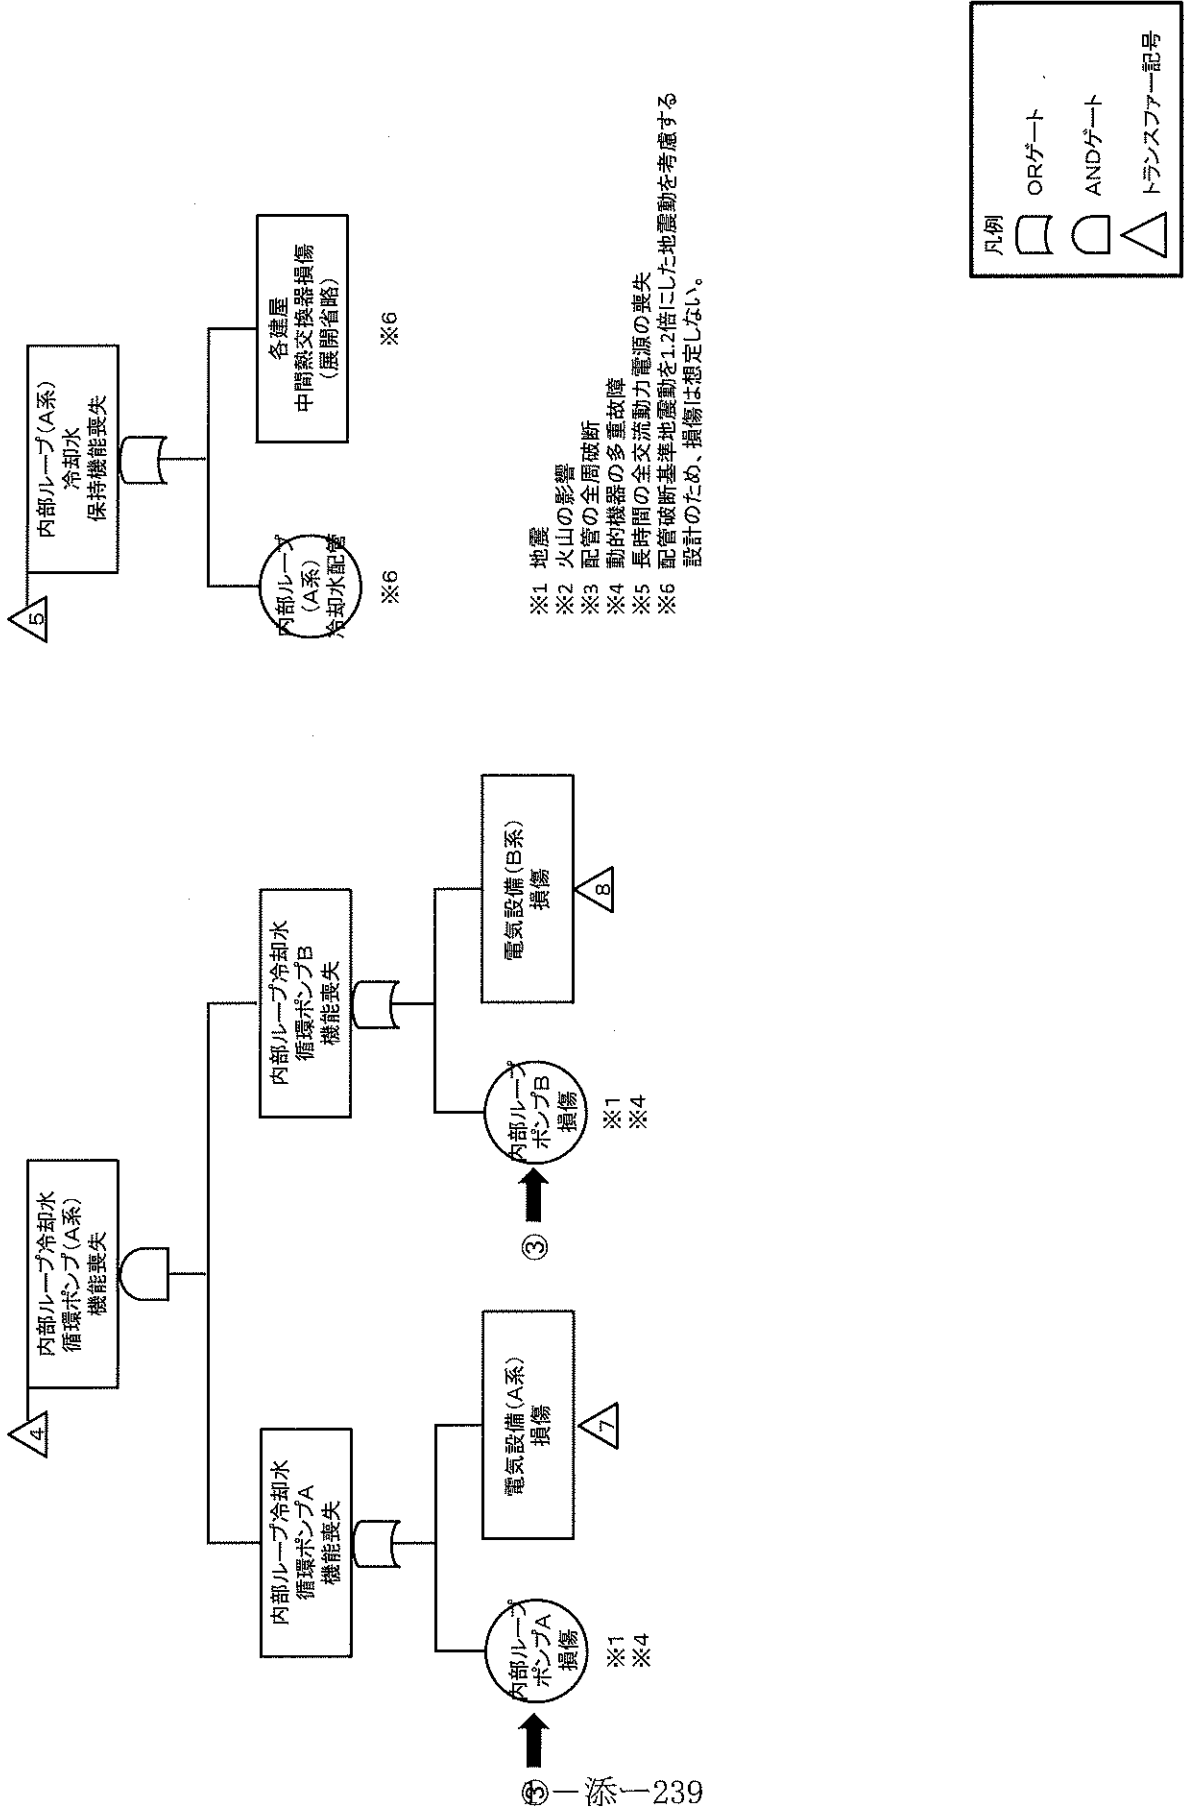 4
内部ループ冷却水
循環ポンプ(A系)
機能喪失
内部ループ冷却水
循環ポンプA
機能喪失
内部ループ冷却水
循環ポンプB
機能喪失
③
内部ループ
ポンプA
損傷
※1
※4
電気設備(A系)
損傷
7
③
内部ループ
ポンプB
損傷
※1
※4
電気設備(B系)
損傷
8
5
内部ループ(A系)
冷却水
保持機能喪失
内部ループ
(A系)
冷却水配管
※6
各建屋
中間熱交換器損傷
(展開省略)
※6
※1 地震
※2 火山の影響
※3 配管の全周破断
※4 動的機器の多重故障
※5 長時間の全交流動力電源の喪失
※6 配管破断基準地震動を1.2倍にした地震動を考慮する
設計のため、損傷は想定しない。
凡例
ORゲート
ANDゲート
トランスファー記号
－添－239